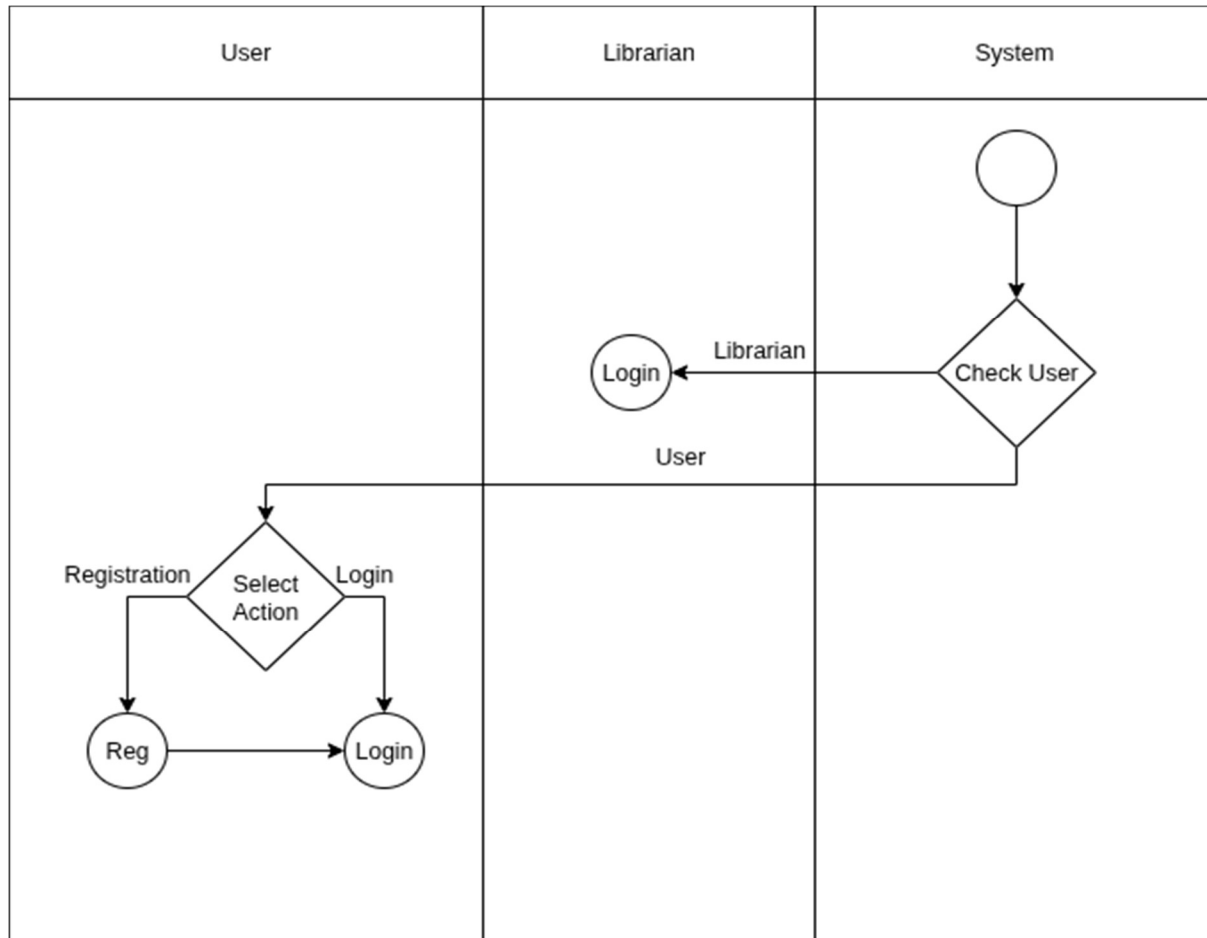 User
Librarian
System
Librarian
Login
Check User
User
Registration
Login
Select
Action
Reg
Login